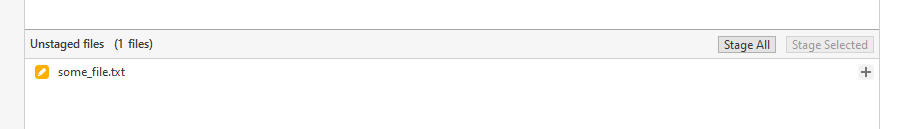 Unstaged files (1 files) Stage All Stage Selected
some_file.txt